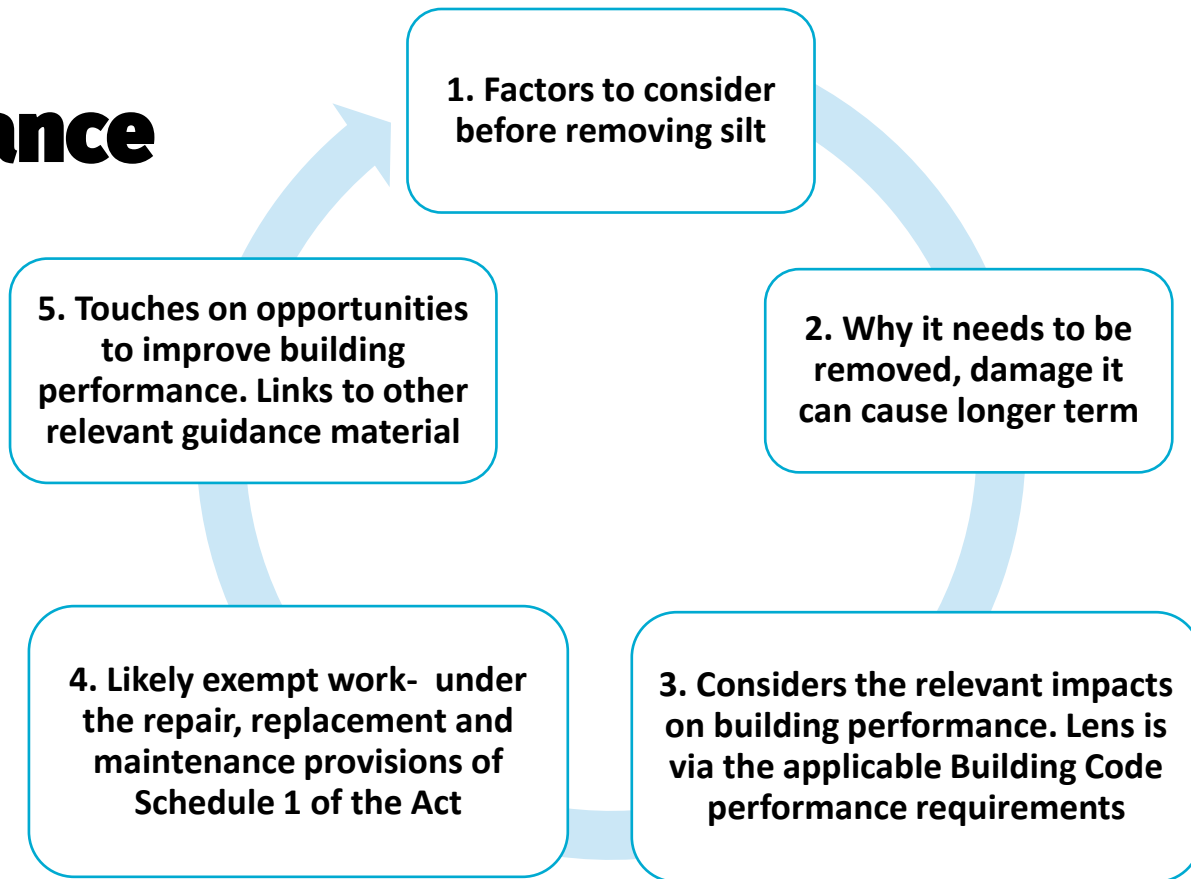 ance
1. Factors to consider
before removing silt
2. Why it needs to be
removed, damage it
can cause longer term
3. Considers the relevant impacts
on building performance. Lens is
via the applicable Building Code
performance requirements
4. Likely exempt work- under
the repair, replacement and
maintenance provisions of
Schedule 1 of the Act
5. Touches on opportunities
to improve building
performance. Links to other
relevant guidance material